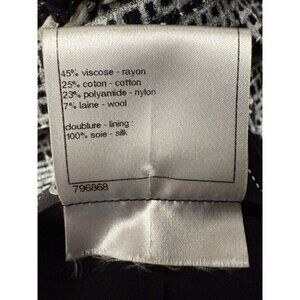 45% viscose - rayon
25% coton - cotton
23% polyamide - nylon
7% laine - wool
doublure - lining :
100% soie - silk
796868